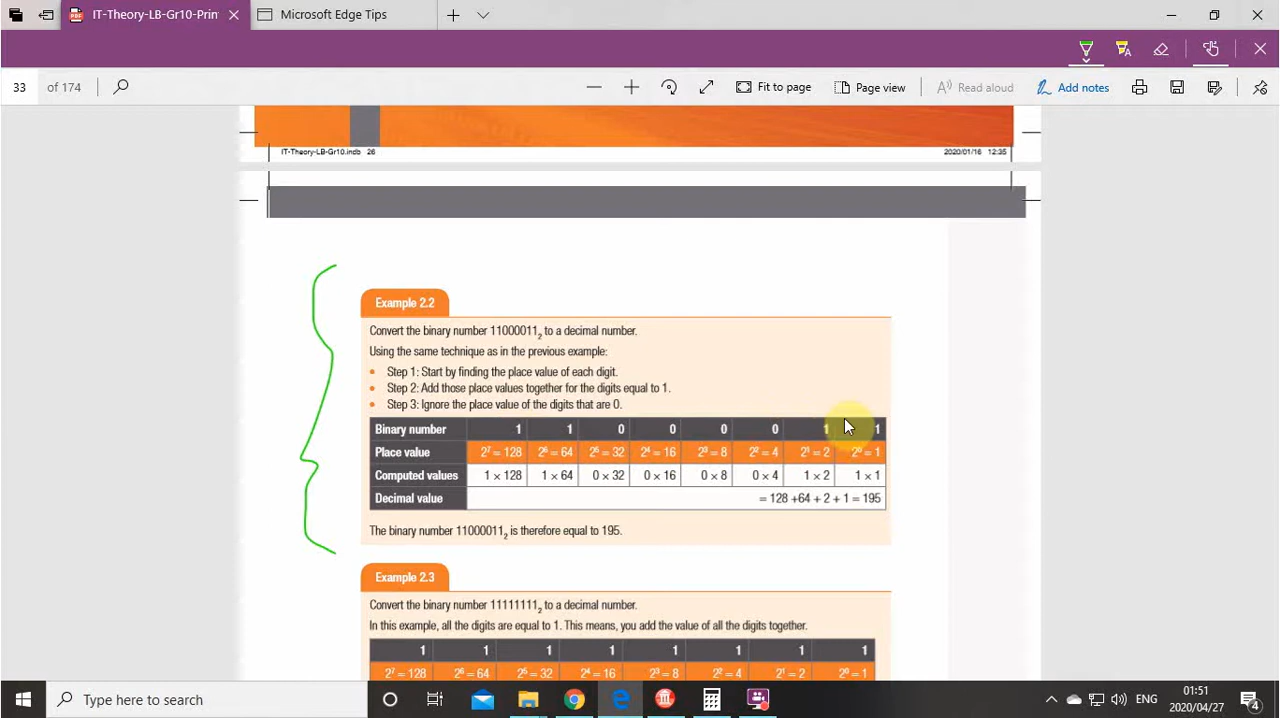 IT-Theory-LB-Gr10-Prin
Microsoft Edge Tips
33 of 174
Fit to page
Page view
Read aloud
Add notes
IT-Theory-LB-Gr10.indb 26
2020/01/16 12:35
Example 2.2
Convert the binary number 11000011₂ to a decimal number.
Using the same technique as in the previous example:
• Step 1: Start by finding the place value of each digit.
• Step 2: Add those place values together for the digits equal to 1.
• Step 3: Ignore the place value of the digits that are 0.
Binary number 1 1 0 0 0 0 1 1
Place value 2⁷ = 128 2⁶ = 64 2⁵ = 32 2⁴ = 16 2³ = 8 2² = 4 2¹ = 2 2⁰ = 1
Computed values 1 × 128 1 × 64 0 × 32 0 × 16 0 × 8 0 × 4 1 × 2 1 × 1
Decimal value = 128 +64 + 2 + 1 = 195
The binary number 11000011₂ is therefore equal to 195.
Example 2.3
Convert the binary number 11111111₂ to a decimal number.
In this example, all the digits are equal to 1. This means, you add the value of all the digits together.
1 1 1 1 1 1 1 1
2⁷ = 128 2⁶ = 64 2⁵ = 32 2⁴ = 16 2³ = 8 2² = 4 2¹ = 2 2⁰ = 1
Type here to search
ENG
01:51
2020/04/27
4